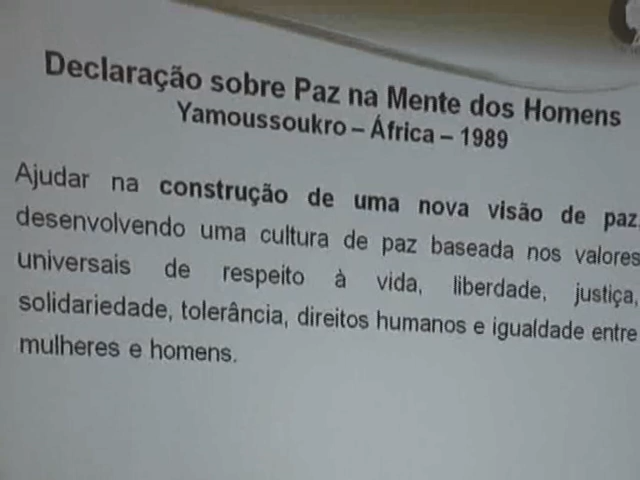 Declaração sobre Paz na Mente dos Homens
Yamoussoukro – África – 1989
Ajudar na construção de uma nova visão de paz,
desenvolvendo uma cultura de paz baseada nos valores
universais de respeito à vida, liberdade, justiça,
solidariedade, tolerância, direitos humanos e igualdade entre
mulheres e homens.